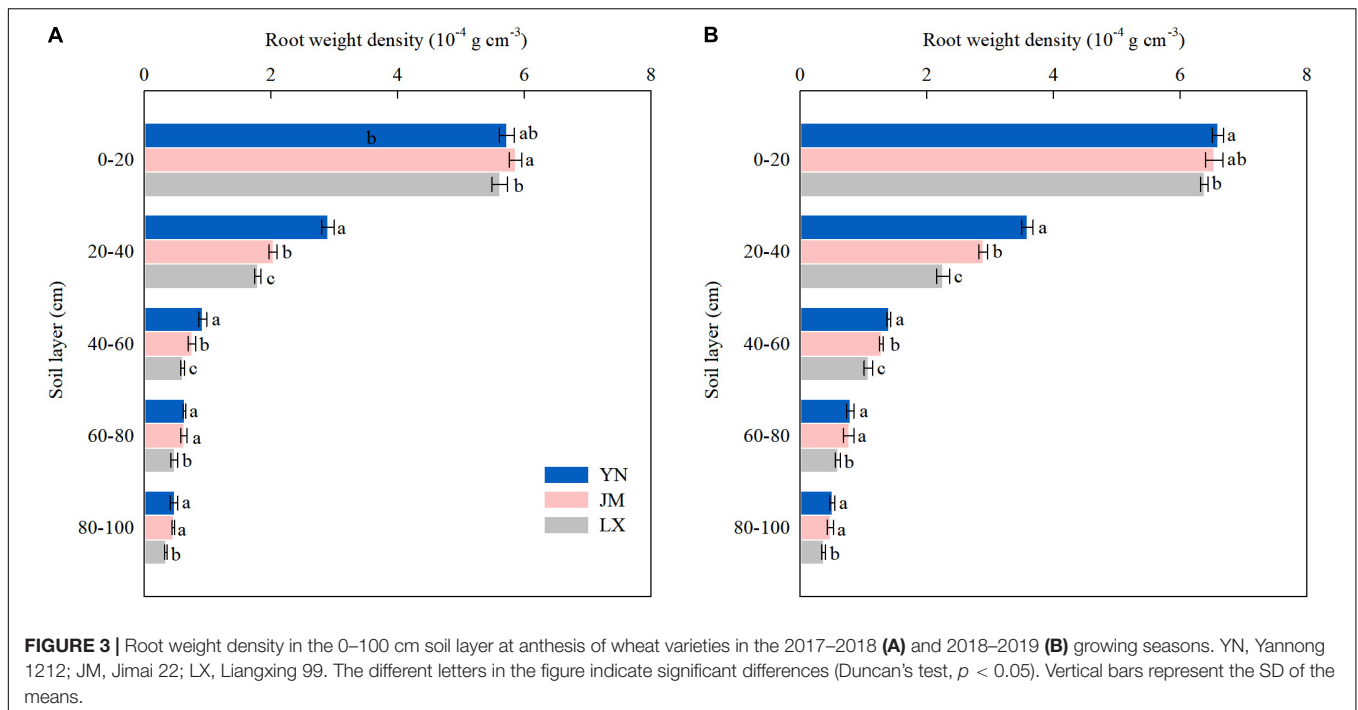 A
B
Root weight density (10⁻⁴ g cm⁻³)
Root weight density (10⁻⁴ g cm⁻³)
0 2 4 6 8
0 2 4 6 8
Soil layer (cm)
0-20
b
ab
a
b
20-40
a
b
c
40-60
a
b
c
60-80
a
a
b
80-100
a
a
b
YN
JM
LX
Soil layer (cm)
0-20
a
ab
b
20-40
a
b
c
40-60
a
b
c
60-80
a
a
b
80-100
a
a
b
FIGURE 3 | Root weight density in the 0–100 cm soil layer at anthesis of wheat varieties in the 2017–2018 (A) and 2018–2019 (B) growing seasons. YN, Yannong
1212; JM, Jimai 22; LX, Liangxing 99. The different letters in the figure indicate significant differences (Duncan's test, p < 0.05). Vertical bars represent the SD of the
means.